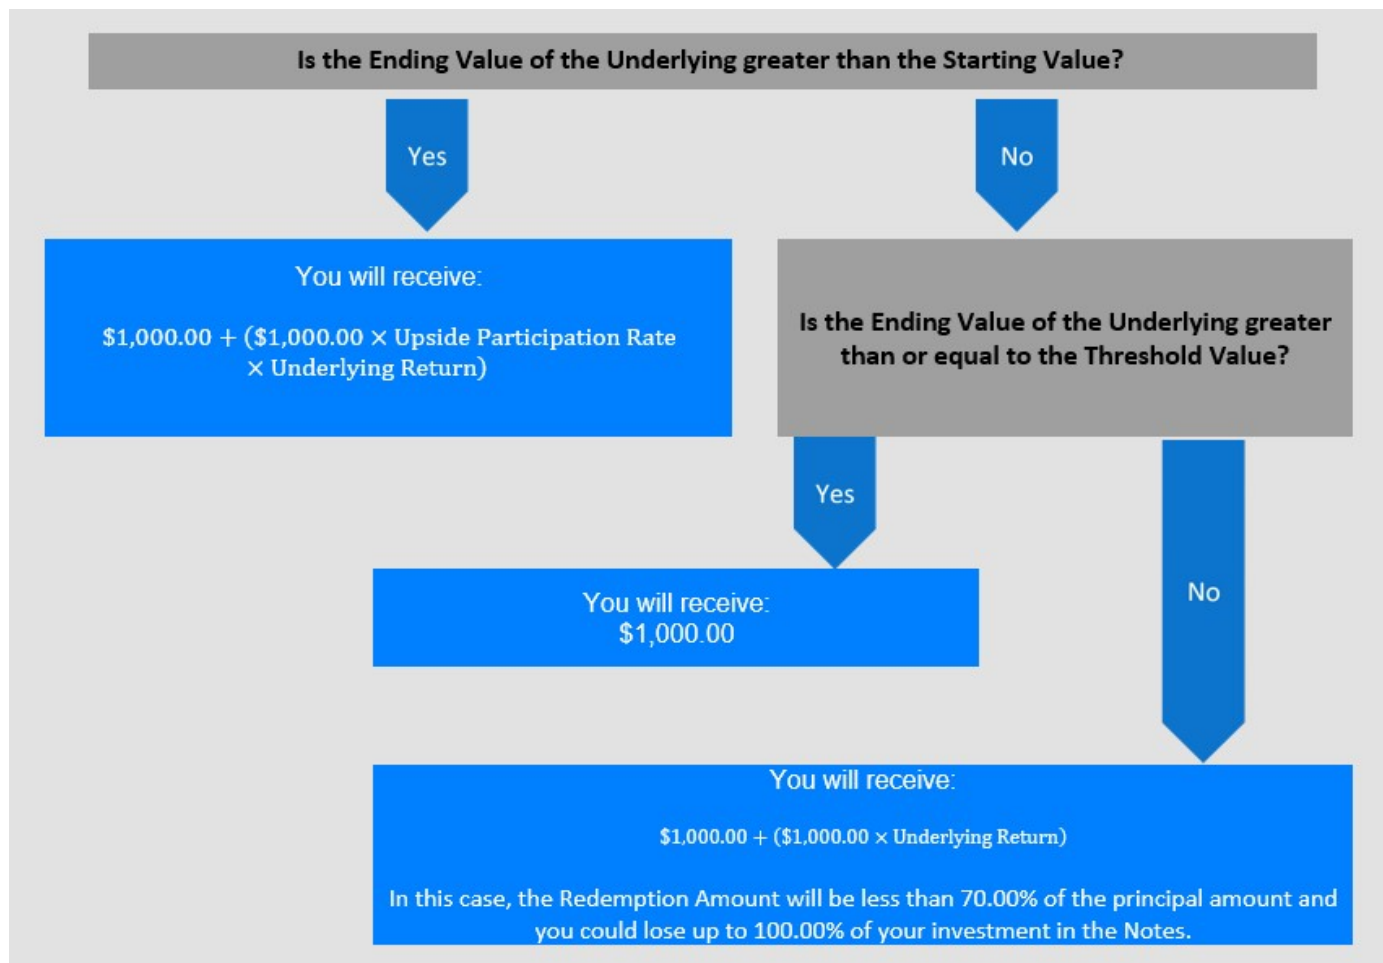 Is the Ending Value of the Underlying greater than the Starting Value?
Yes
No
You will receive:
$1,000.00 + ($1,000.00 × Upside Participation Rate
× Underlying Return)
Is the Ending Value of the Underlying greater
than or equal to the Threshold Value?
Yes
No
You will receive:
$1,000.00
You will receive:
$1,000.00 + ($1,000.00 × Underlying Return)
In this case, the Redemption Amount will be less than 70.00% of the principal amount and
you could lose up to 100.00% of your investment in the Notes.